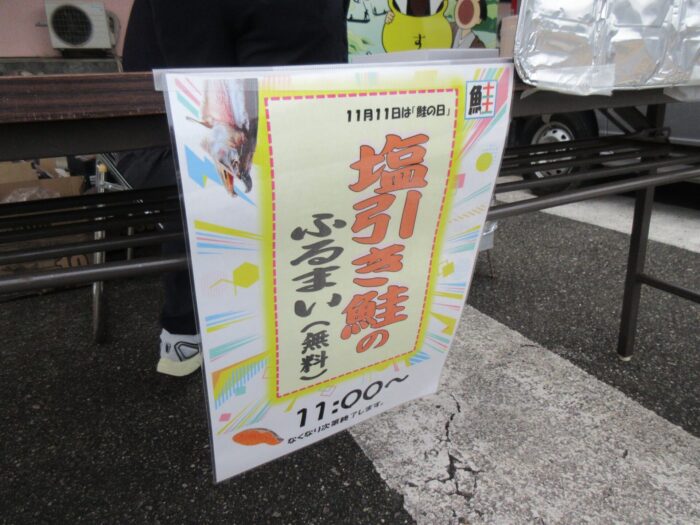 鮭
11月11日は「鮭の日」
塩引き鮭の
ふるまい(無料)
11:00～
なくなり次第終了します。
す